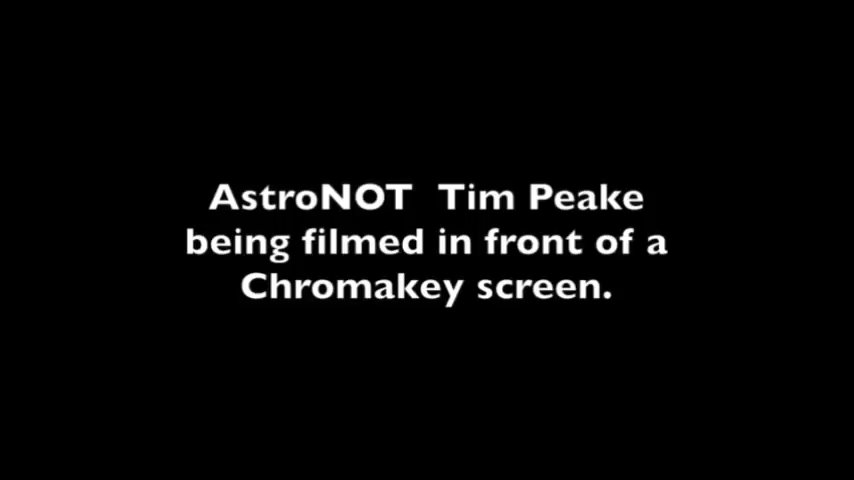 AstroNOT  Tim Peake
being filmed in front of a
Chromakey screen.